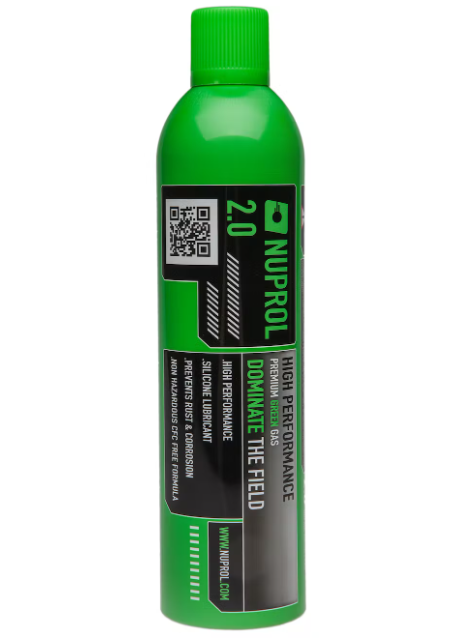 NUPROL
2.0
HIGH PERFORMANCE
PREMIUM GREEN GAS
DOMINATE THE FIELD
.HIGH PERFORMANCE
.SILICONE LUBRICANT
.PREVENTS RUST & CORROSION
.NON HAZARDOUS CFC FREE FORMULA
WWW.NUPROL.COM